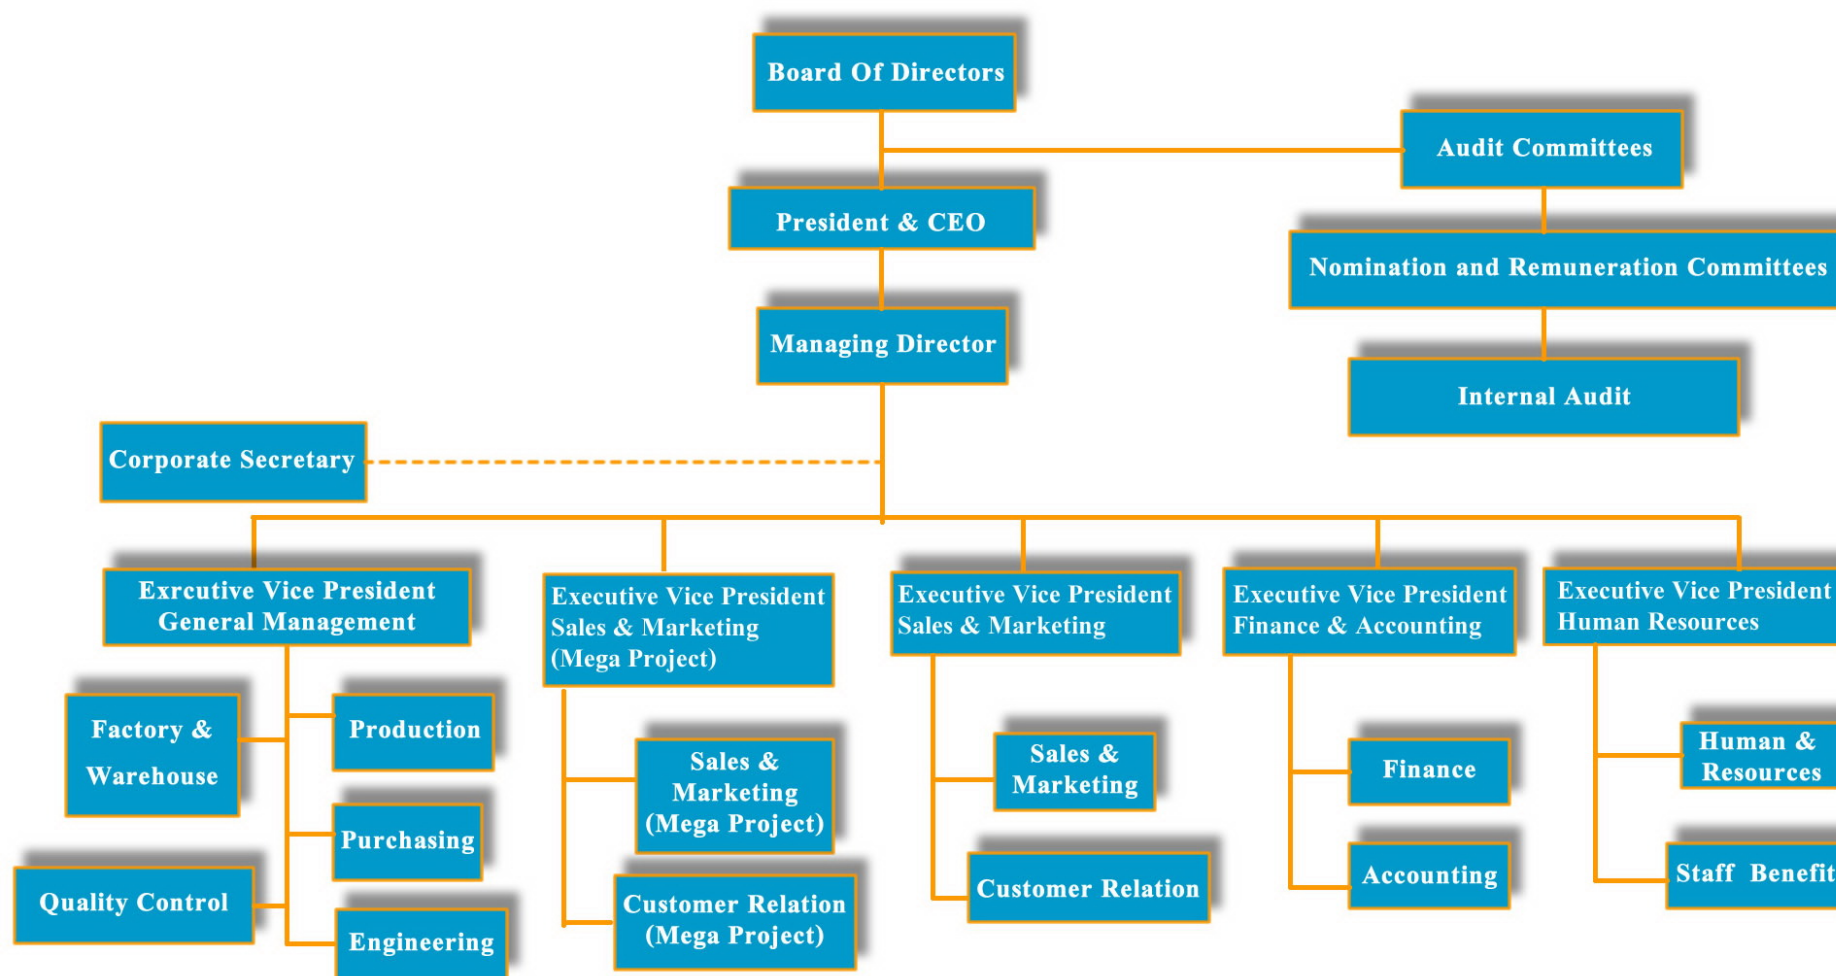 Board Of Directors
Audit Committees
President & CEO
Nomination and Remuneration Committees
Managing Director
Internal Audit
Corporate Secretary
Exrcutive Vice President
General Management
Executive Vice President
Sales & Marketing
(Mega Project)
Executive Vice President
Sales & Marketing
Executive Vice President
Finance & Accounting
Executive Vice President
Human Resources
Factory &
Warehouse
Production
Purchasing
Quality Control
Engineering
Sales &
Marketing
(Mega Project)
Customer Relation
(Mega Project)
Sales &
Marketing
Customer Relation
Finance
Accounting
Human &
Resources
Staff Benefit